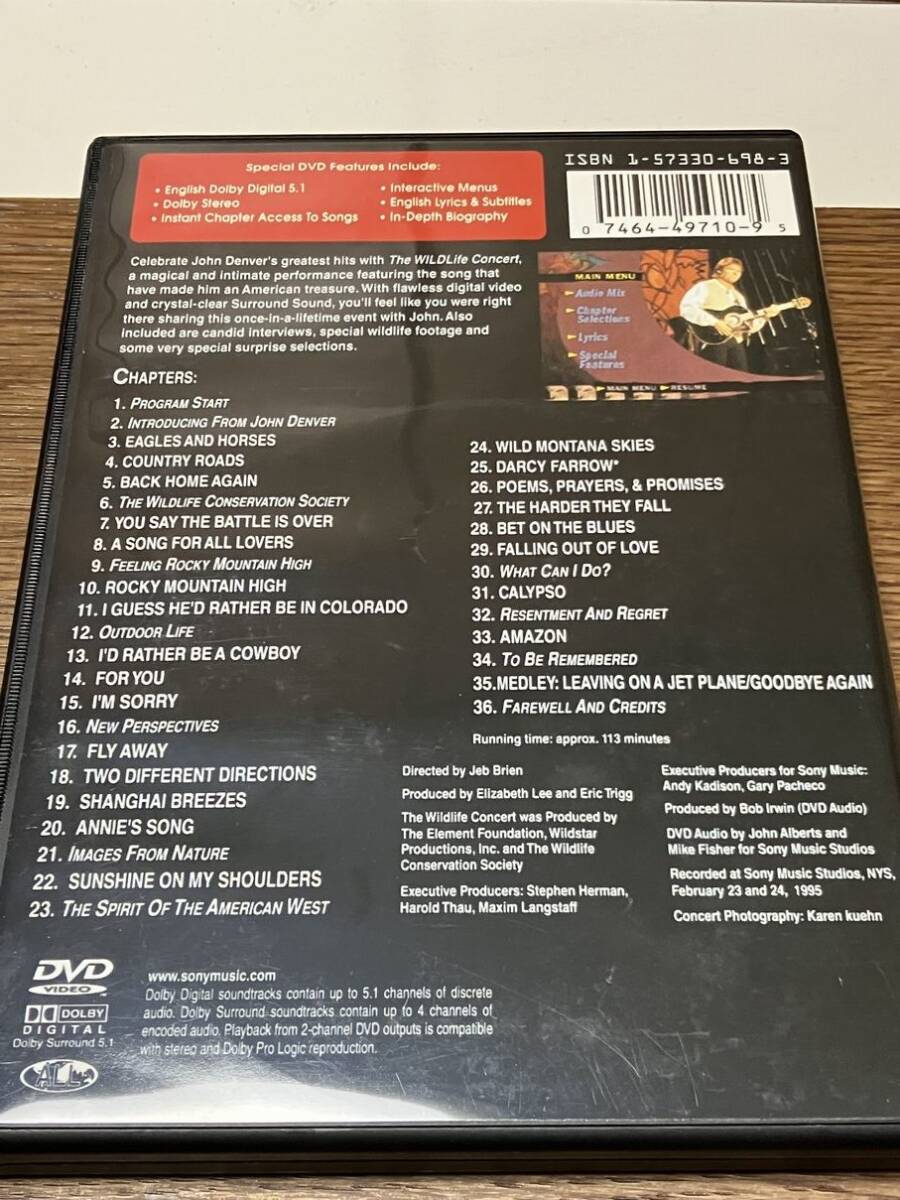 Special DVD Features Include:
• English Dolby Digital 5.1
• Dolby Stereo
• Instant Chapter Access To Songs
• Interactive Menus
• English Lyrics & Subtitles
• In-Depth Biography
ISBN 1-57330-698-3
0 7464-49710-9 5
Celebrate John Denver's greatest hits with The WILDLife Concert,
a magical and intimate performance featuring the song that
have made him an American treasure. With flawless digital video
and crystal-clear Surround Sound, you'll feel like you were right
there sharing this once-in-a-lifetime event with John. Also
included are candid interviews, special wildlife footage and
some very special surprise selections.
MAIN MENU
Audio Mix
Chapter
Selections
Lyrics
Special
Features
MAIN MENU RESUME
CHAPTERS:
1. PROGRAM START
2. INTRODUCING FROM JOHN DENVER
3. EAGLES AND HORSES
4. COUNTRY ROADS
5. BACK HOME AGAIN
6. THE WILDLIFE CONSERVATION SOCIETY
7. YOU SAY THE BATTLE IS OVER
8. A SONG FOR ALL LOVERS
9. FEELING ROCKY MOUNTAIN HIGH
10. ROCKY MOUNTAIN HIGH
11. I GUESS HE'D RATHER BE IN COLORADO
12. OUTDOOR LIFE
13. I'D RATHER BE A COWBOY
14. FOR YOU
15. I'M SORRY
16. NEW PERSPECTIVES
17. FLY AWAY
18. TWO DIFFERENT DIRECTIONS
19. SHANGHAI BREEZES
20. ANNIE'S SONG
21. IMAGES FROM NATURE
22. SUNSHINE ON MY SHOULDERS
23. THE SPIRIT OF THE AMERICAN WEST
24. WILD MONTANA SKIES
25. DARCY FARROW*
26. POEMS, PRAYERS, & PROMISES
27. THE HARDER THEY FALL
28. BET ON THE BLUES
29. FALLING OUT OF LOVE
30. WHAT CAN I DO?
31. CALYPSO
32. RESENTMENT AND REGRET
33. AMAZON
34. TO BE REMEMBERED
35.MEDLEY: LEAVING ON A JET PLANE/GOODBYE AGAIN
36. FAREWELL AND CREDITS
Running time: approx. 113 minutes
Directed by Jeb Brien
Produced by Elizabeth Lee and Eric Trigg
The Wildlife Concert was Produced by
The Element Foundation, Wildstar
Productions, Inc. and The Wildlife
Conservation Society
Executive Producers: Stephen Herman,
Harold Thau, Maxim Langstaff
Executive Producers for Sony Music:
Andy Kadison, Gary Pacheco
Produced by Bob Irwin (DVD Audio)
DVD Audio by John Alberts and
Mike Fisher for Sony Music Studios
Recorded at Sony Music Studios, NYS,
February 23 and 24, 1995
Concert Photography: Karen kuehn
DVD
VIDEO
DOLBY
DIGITAL
Dolby Surround 5.1
ALL
www.sonymusic.com
Dolby Digital soundtracks contain up to 5.1 channels of discrete
audio. Dolby Surround soundtracks contain up to 4 channels of
encoded audio. Playback from 2-channel DVD outputs is compatible
with stereo and Dolby Pro Logic reproduction.